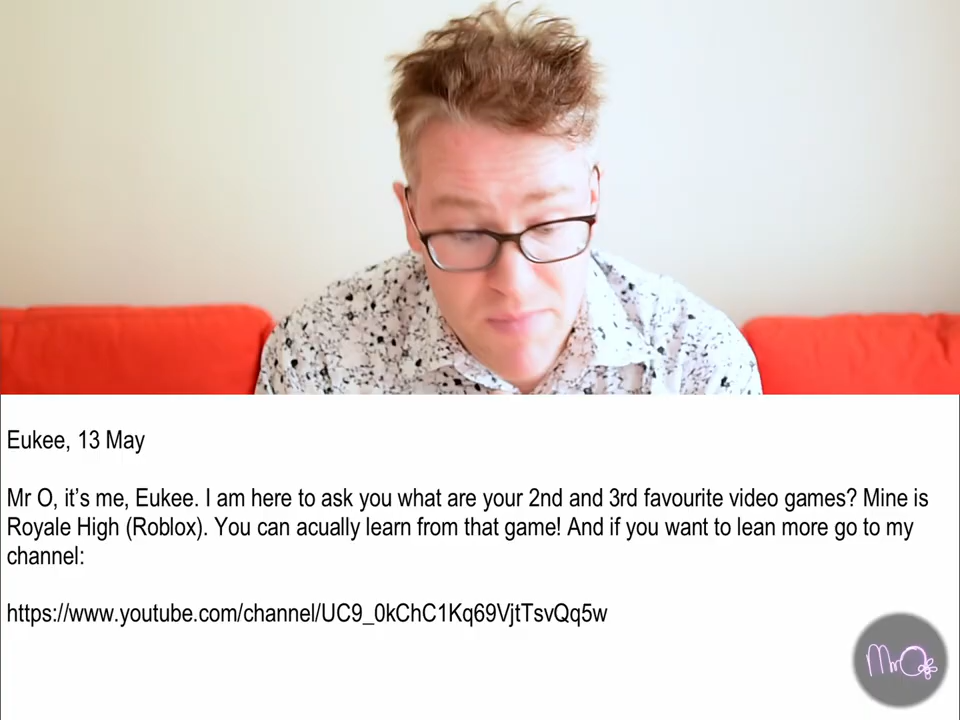 Eukee, 13 May
Mr O, it’s me, Eukee. I am here to ask you what are your 2nd and 3rd favourite video games? Mine is
Royale High (Roblox). You can acually learn from that game! And if you want to lean more go to my
channel:
https://www.youtube.com/channel/UC9_0kChC1Kq69VjtTsvQq5w
MrO